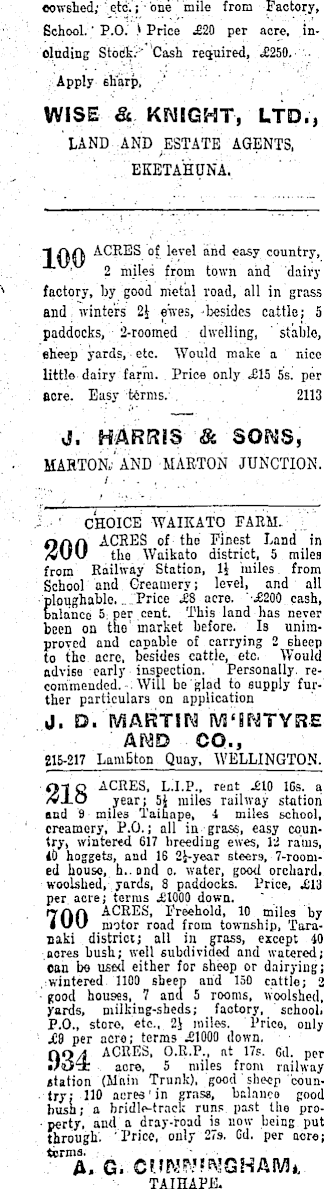 cowshed, etc.; one mile from Factory,
School. P.O. Price £20 per acre, in-
cluding Stock. Cash required, £250.
Apply sharp,
WISE & KNIGHT, LTD.,
LAND AND ESTATE AGENTS,
EKETAHUNA.
100 ACRES of level and easy country,
2 miles from town and dairy
factory, by good metal road, all in grass
and winters 2½ ewes, besides cattle; 5
paddocks, 2-roomed dwelling, stable,
sheep yards, etc. Would make a nice
little dairy farm. Price only £15 5s. per
acre. Easy terms. 2113
J. HARRIS & SONS,
MARTON, AND MARTON JUNCTION.
CHOICE WAIKATO FARM.
200 ACRES of the Finest Land in
the Waikato district, 5 miles
from Railway Station, 1½ miles from
School and Creamery; level, and all
ploughable. Price £8 acre. £200 cash,
balance 5 per cent. This land has never
been on the market before. Is unim-
proved and capable of carrying 2 sheep
to the acre, besides cattle, etc. Would
advise early inspection. Personally re-
commended. Will be glad to supply fur-
ther particulars on application
J. D. MARTIN M'INTYRE
AND CO.,
215-217 Lambton Quay, WELLINGTON.
218 ACRES, L.I.P., rent £10 16s. a
year; 5½ miles railway station
and 9 miles Taihape, 4 miles school,
creamery, P.O.; all in grass, easy coun-
try, wintered 617 breeding ewes, 12 rams,
40 hoggets, and 16 2½-year steers, 7-room-
ed house, h. and c. water, good orchard,
woolshed, yards, 8 paddocks. Price, £13
per acre; terms £1000 down.
700 ACRES, Freehold, 10 miles by
motor road from township, Tara-
naki district; all in grass, except 40
acres bush; well subdivided and watered;
can be used either for sheep or dairying;
wintered 1100 sheep and 150 cattle; 2
good houses, 7 and 5 rooms, woolshed,
yards, milking-sheds; factory, school,
P.O., store, etc., 2½ miles. Price, only
£9 per acre; terms £1000 down.
934 ACRES, O.R.P., at 17s. 6d. per
acre, 5 miles from railway
station (Main Trunk), good sheep coun-
try; 110 acres in grass, balance good
bush; a bridle-track runs past the pro-
perty, and a dray-road is now being put
through. Price, only 27s. 6d. per acre;
terms.
A. G. CUNNINGHAM,
TAIHAPE.